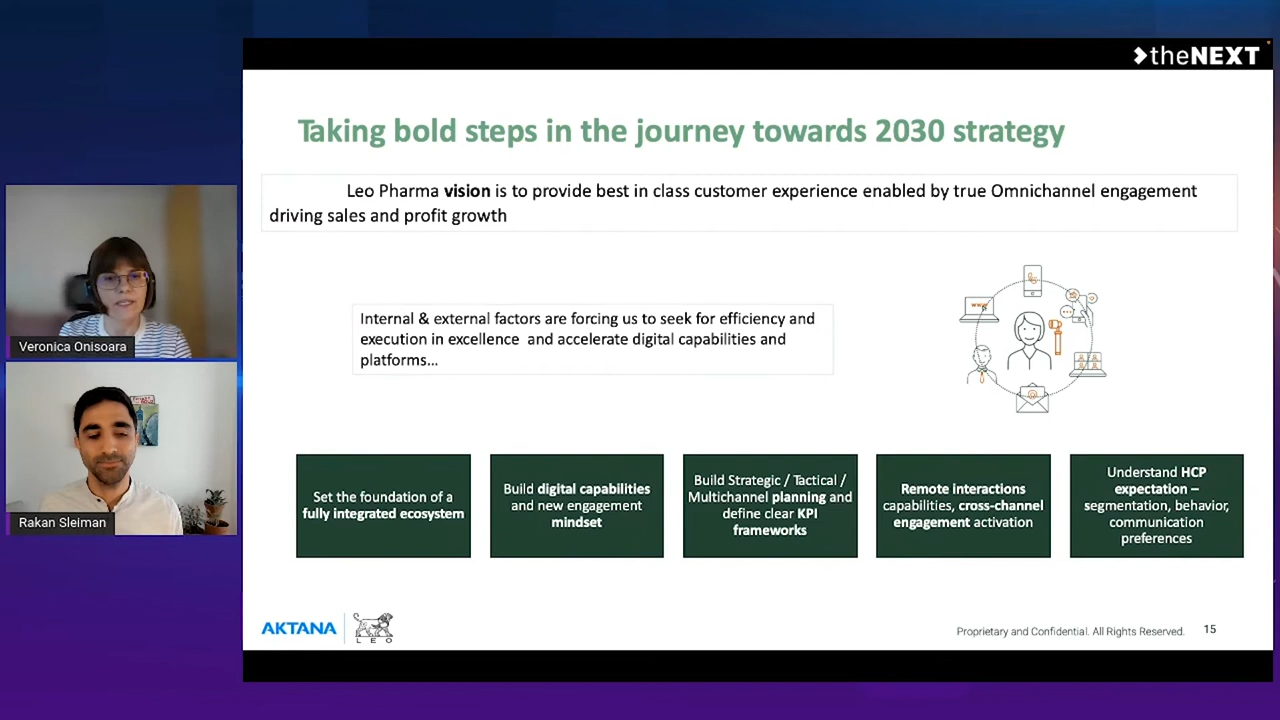 theNEXT
Taking bold steps in the journey towards 2030 strategy
Leo Pharma vision is to provide best in class customer experience enabled by true Omnichannel engagement
driving sales and profit growth
Internal & external factors are forcing us to seek for efficiency and
execution in excellence and accelerate digital capabilities and
platforms...
www
Set the foundation of a
fully integrated ecosystem
Build digital capabilities
and new engagement
mindset
Build Strategic / Tactical /
Multichannel planning and
define clear KPI
frameworks
Remote interactions
capabilities, cross-channel
engagement activation
Understand HCP
expectation –
segmentation, behavior,
communication
preferences
Veronica Onisoara
Rakan Sleiman
AKTANA
LEO
Proprietary and Confidential. All Rights Reserved.
15